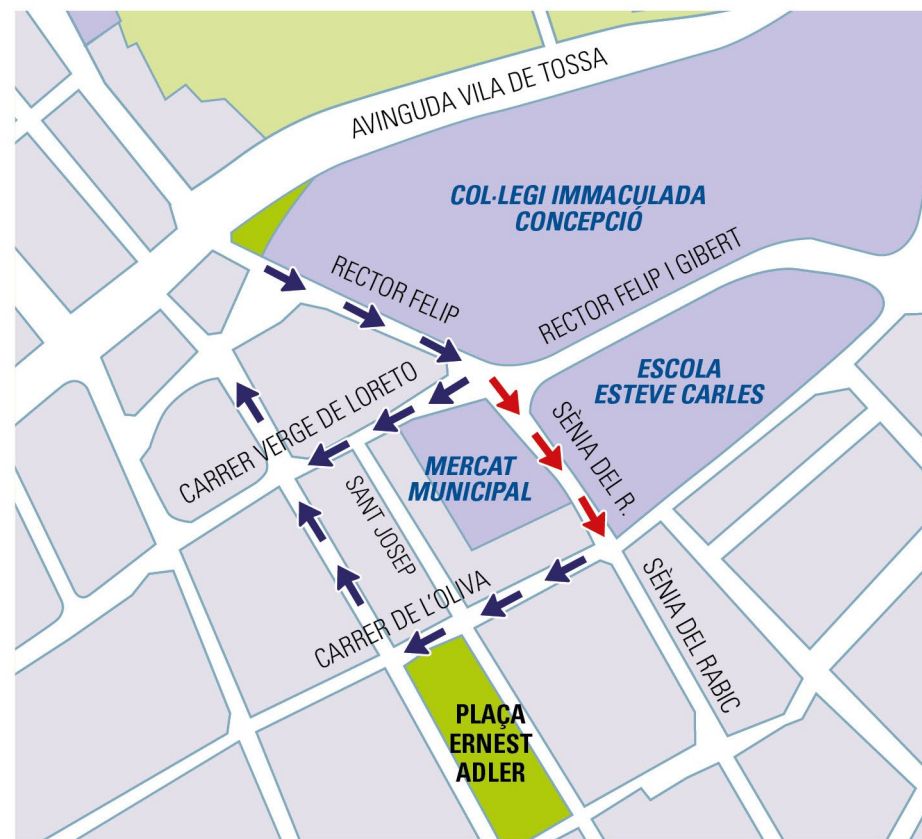 AVINGUDA VILA DE TOSSA
COL·LEGI IMMACULADA
CONCEPCIÓ
RECTOR FELIP
RECTOR FELIP I GIBERT
ESCOLA
ESTEVE CARLES
CARRER VERGE DE LORETO
SÈNIA DEL R.
MERCAT
MUNICIPAL
SANT JOSEP
CARRER DE L'OLIVA
SÈNIA DEL RABIC
PLAÇA
ERNEST
ADLER